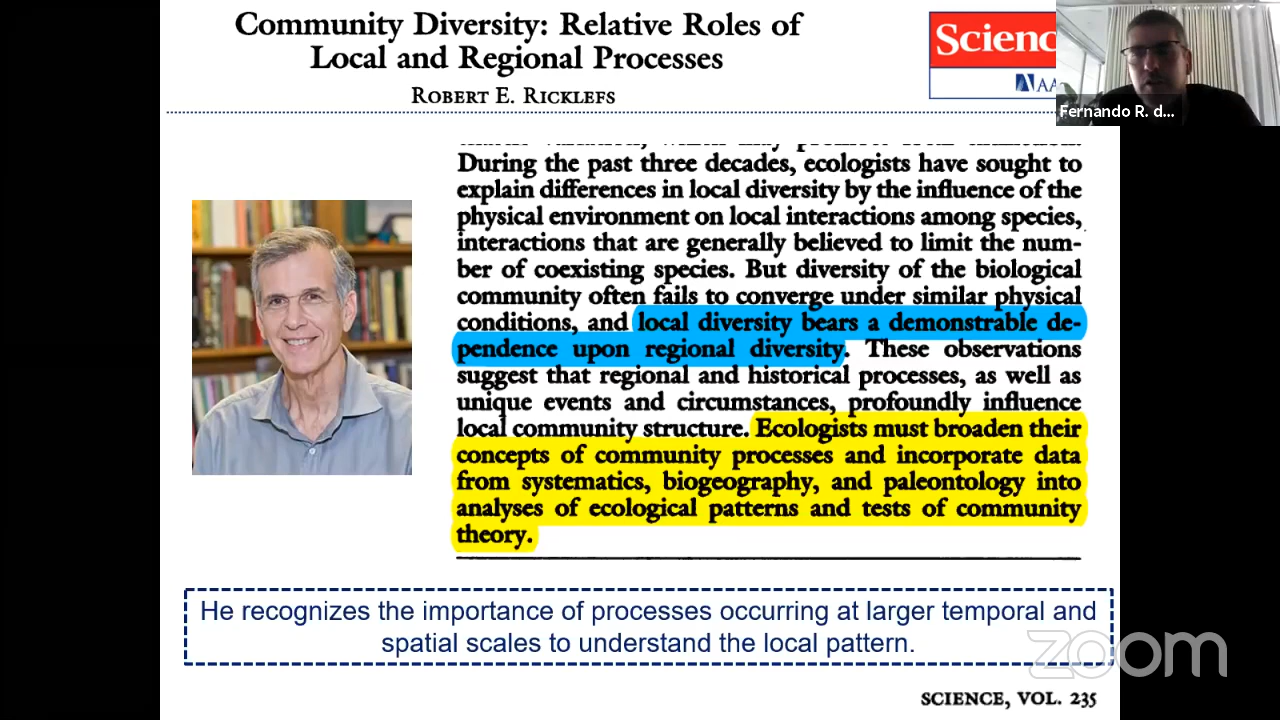 Community Diversity: Relative Roles of
Local and Regional Processes
ROBERT E. RICKLEFS
Scienc
AA
Fernando R. d...
During the past three decades, ecologists have sought to
explain differences in local diversity by the influence of the
physical environment on local interactions among species,
interactions that are generally believed to limit the num-
ber of coexisting species. But diversity of the biological
community often fails to converge under similar physical
conditions, and local diversity bears a demonstrable de-
pendence upon regional diversity. These observations
suggest that regional and historical processes, as well as
unique events and circumstances, profoundly influence
local community structure. Ecologists must broaden their
concepts of community processes and incorporate data
from systematics, biogeography, and paleontology into
analyses of ecological patterns and tests of community
theory.
He recognizes the importance of processes occurring at larger temporal and
spatial scales to understand the local pattern.
zoom
SCIENCE, VOL. 235